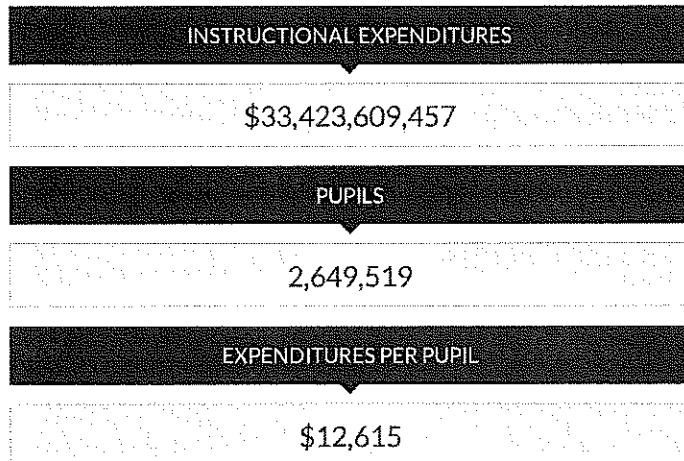 INSTRUCTIONAL EXPENDITURES
$33,423,609,457
PUPILS
2,649,519
EXPENDITURES PER PUPIL
$12,615